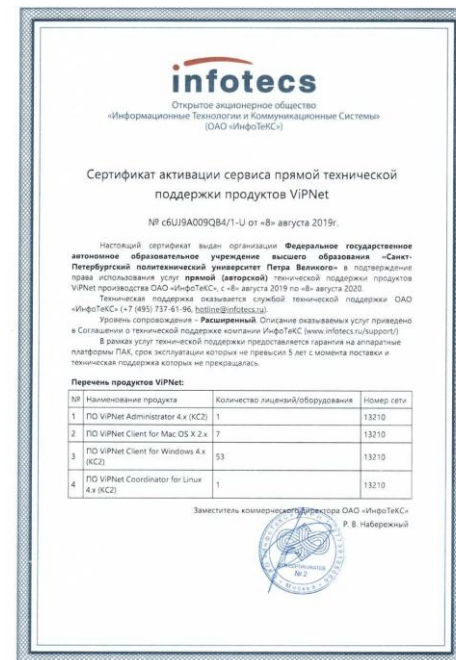 infotecs
Открытое акционерное общество
«Информационные Технологии и Коммуникационные Системы»
(ОАО «ИнфоТеКС»)
Сертификат активации сервиса прямой технической
поддержки продуктов ViPNet
№ c6UJ9A009QB4/1-U от «8» августа 2019г.
Настоящий сертификат выдан организации Федеральное государственное
автономное образовательное учреждение высшего образования «Санкт-
Петербургский политехнический университет Петра Великого» в подтверждение
права использования услуг прямой (авторской) технической поддержки продуктов
ViPNet производства ОАО «ИнфоТеКС», с «8» августа 2019 по «8» августа 2020.
Техническая поддержка оказывается службой технической поддержки ОАО
«ИнфоТеКС» (+7 (495) 737-61-96, hotline@infotecs.ru).
Уровень сопровождения – Расширенный. Описание оказываемых услуг приведено
в Соглашении о технической поддержке компании ИнфоТеКС (www.infotecs.ru/support/)
В рамках услуг технической поддержки предоставляется гарантия на аппаратные
платформы ПАК, срок эксплуатации которых не превысил 5 лет с момента поставки и
техническая поддержка которых не прекращалась.
Перечень продуктов ViPNet:
№ Наименование продукта Количество лицензий/оборудования Номер сети
1 ПО ViPNet Administrator 4.x (КС2) 1 13210
2 ПО ViPNet Client for Mac OS X 2.x 7 13210
3 ПО ViPNet Client for Windows 4.x
(КС2) 53 13210
4 ПО ViPNet Coordinator for Linux
4.x (КС2) 1 13210
Заместитель коммерческого директора ОАО «ИнфоТеКС»
Р. В. Набережный
№2
Москва